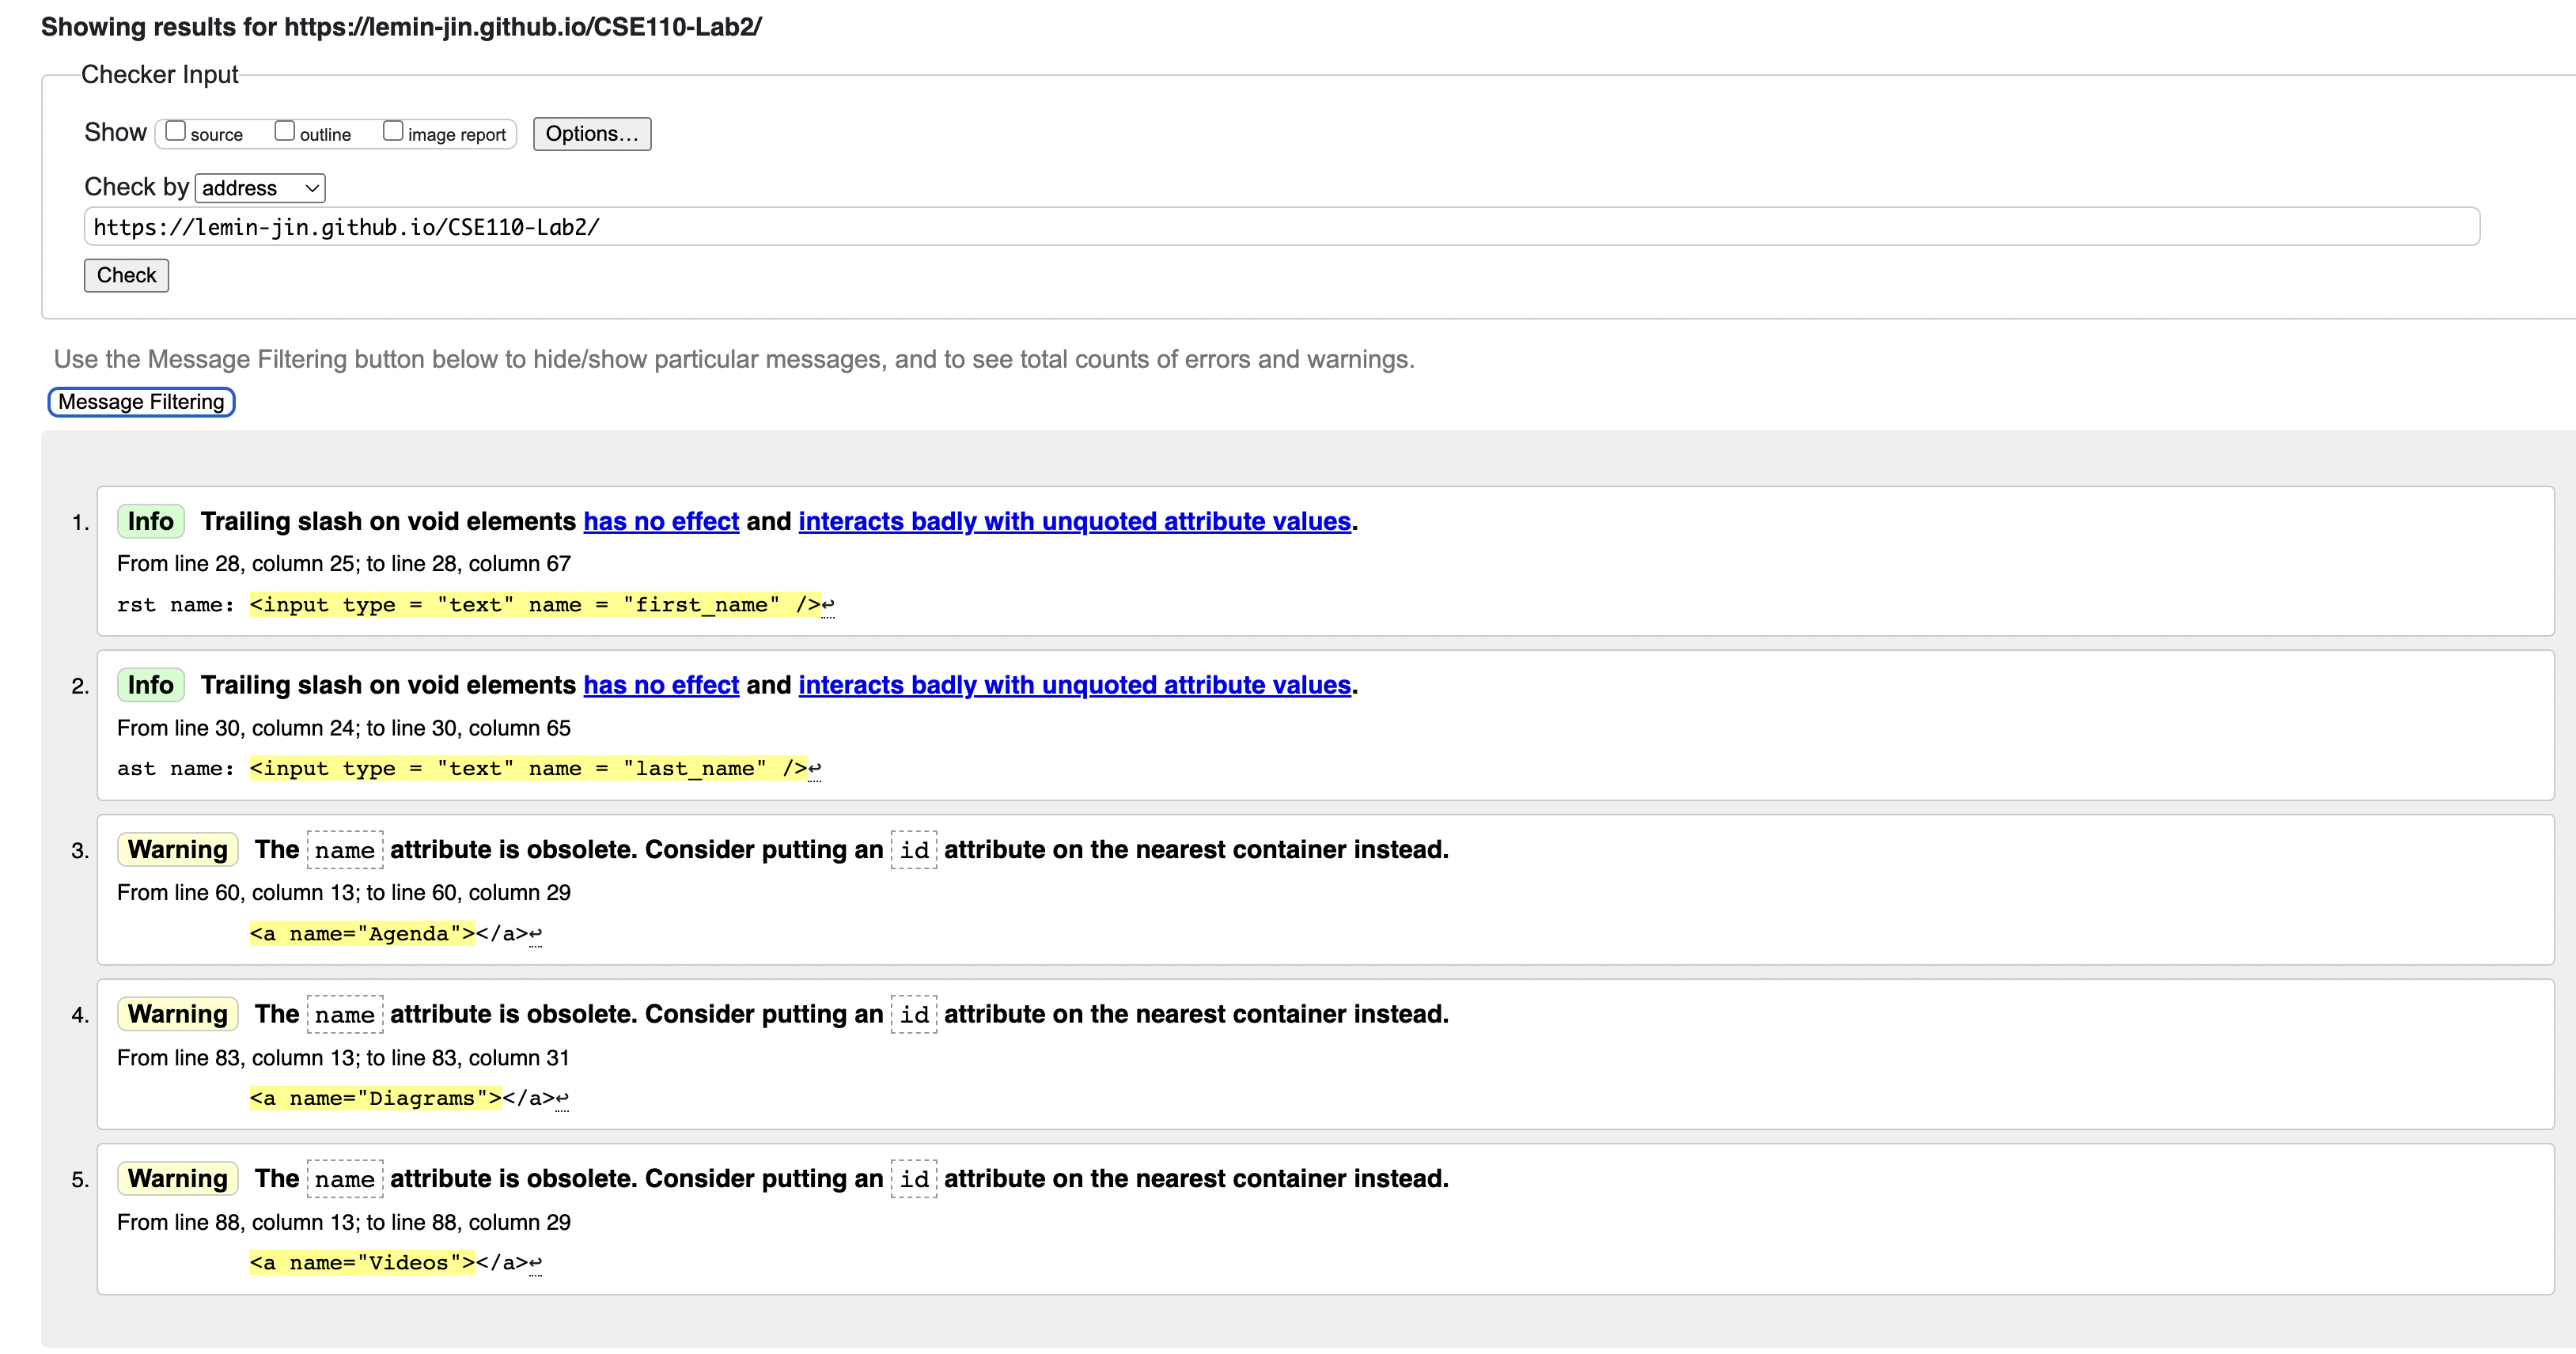 Showing results for https://lemin-jin.github.io/CSE110-Lab2/
Checker Input
Show source outline image report Options...
Check by address
https://lemin-jin.github.io/CSE110-Lab2/
Check
Use the Message Filtering button below to hide/show particular messages, and to see total counts of errors and warnings.
Message Filtering
1. Info Trailing slash on void elements has no effect and interacts badly with unquoted attribute values.
From line 28, column 25; to line 28, column 67
rst name: <input type = "text" name = "first_name" />↩
2. Info Trailing slash on void elements has no effect and interacts badly with unquoted attribute values.
From line 30, column 24; to line 30, column 65
ast name: <input type = "text" name = "last_name" />↩
3. Warning The name attribute is obsolete. Consider putting an id attribute on the nearest container instead.
From line 60, column 13; to line 60, column 29
<a name="Agenda"></a>↩
4. Warning The name attribute is obsolete. Consider putting an id attribute on the nearest container instead.
From line 83, column 13; to line 83, column 31
<a name="Diagrams"></a>↩
5. Warning The name attribute is obsolete. Consider putting an id attribute on the nearest container instead.
From line 88, column 13; to line 88, column 29
<a name="Videos"></a>↩